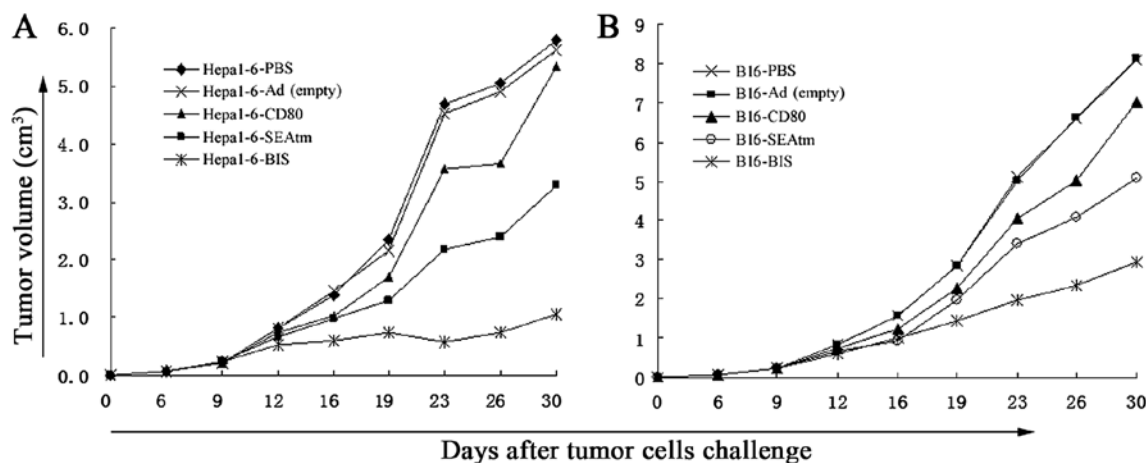 A
Tumor volume (cm³)
6.0
5.0
4.0
3.0
2.0
1.0
0.0
Hepa1-6-PBS
Hepa1-6-Ad (empty)
Hepa1-6-CD80
Hepa1-6-SEAtm
Hepa1-6-BIS
0 6 9 12 16 19 23 26 30
B
9
8
7
6
5
4
3
2
1
0
B16-PBS
B16-Ad (empty)
B16-CD80
B16-SEAtm
B16-BIS
0 6 9 12 16 19 23 26 30
Days after tumor cells challenge